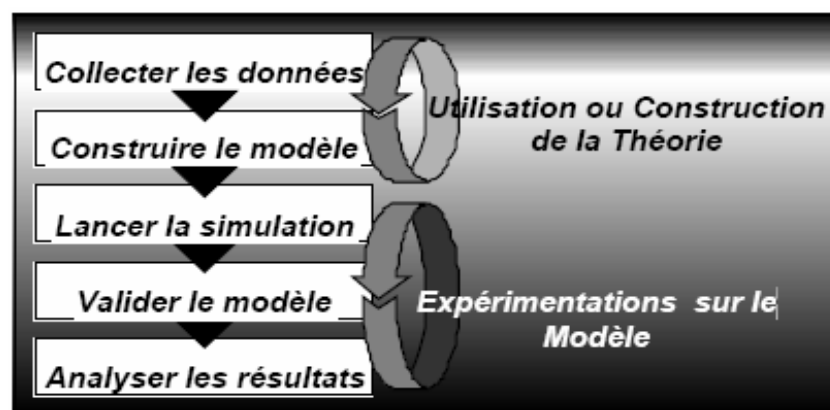 Collecter les données
Construire le modèle
Lancer la simulation
Valider le modèle
Analyser les résultats
Utilisation ou Construction
de la Théorie
Expérimentations sur le
Modèle